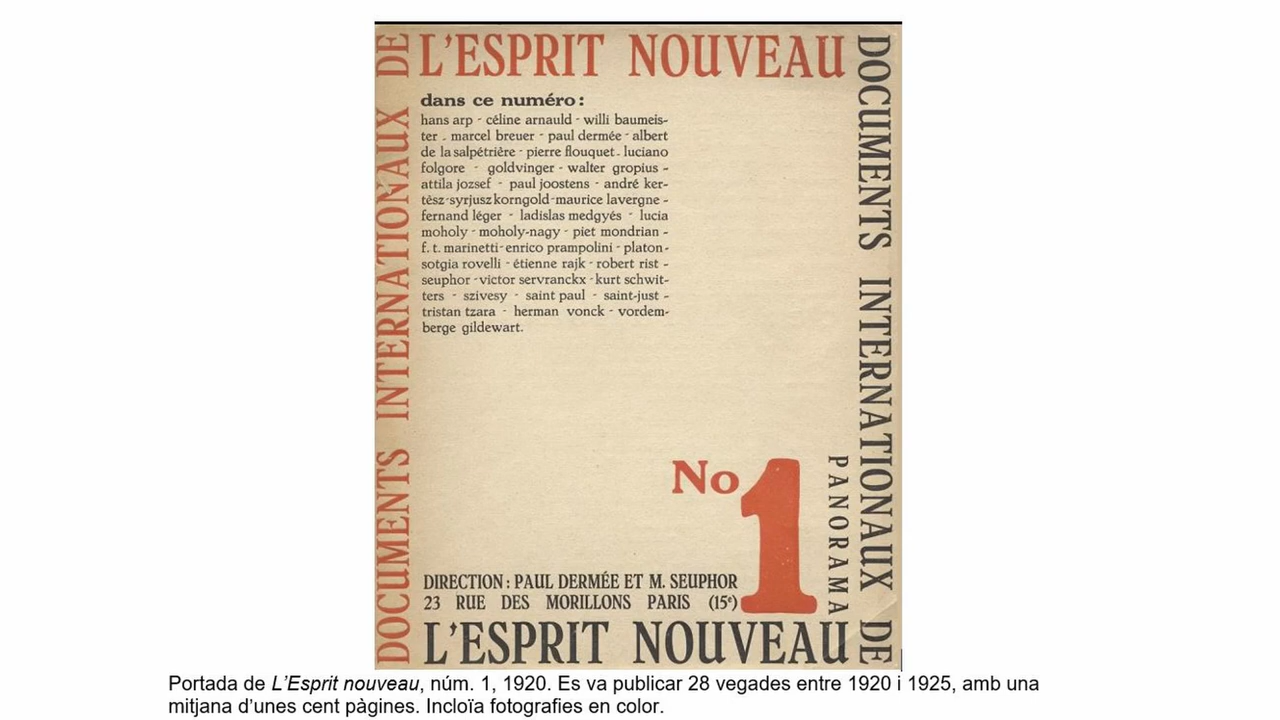 DOCUMENTS INTERNATIONAUX DE
L'ESPRIT NOUVEAU
DOCUMENTS INTERNATIONAUX DE
dans ce numéro :
hans arp - céline arnauld - willi baumeis-
ter . marcel breuer - paul dermée - albert
de la salpétrière - pierre flouquet - luciano
folgore - goldvinger - walter gropius -
attila jozsef - paul joostens - andré ker-
tèsz - syrjusz korngold - maurice lavergne -
fernand léger - ladislas medgyés - lucia
moholy - moholy-nagy - piet mondrian -
f. t. marinetti - enrico prampolini - platon -
sotgia rovelli - étienne rajk - robert rist -
seuphor - victor servranckx - kurt schwit-
ters - szivesy - saint paul - saint-just -
tristan tzara - herman vonck - vordem-
berge gildewart.
No 1
PANORAMA
DIRECTION : PAUL DERMÉE ET M. SEUPHOR
23 RUE DES MORILLONS PARIS (15e)
L'ESPRIT NOUVEAU
Portada de L’Esprit nouveau, núm. 1, 1920. Es va publicar 28 vegades entre 1920 i 1925, amb una
mitjana d’unes cent pàgines. Incloïa fotografies en color.